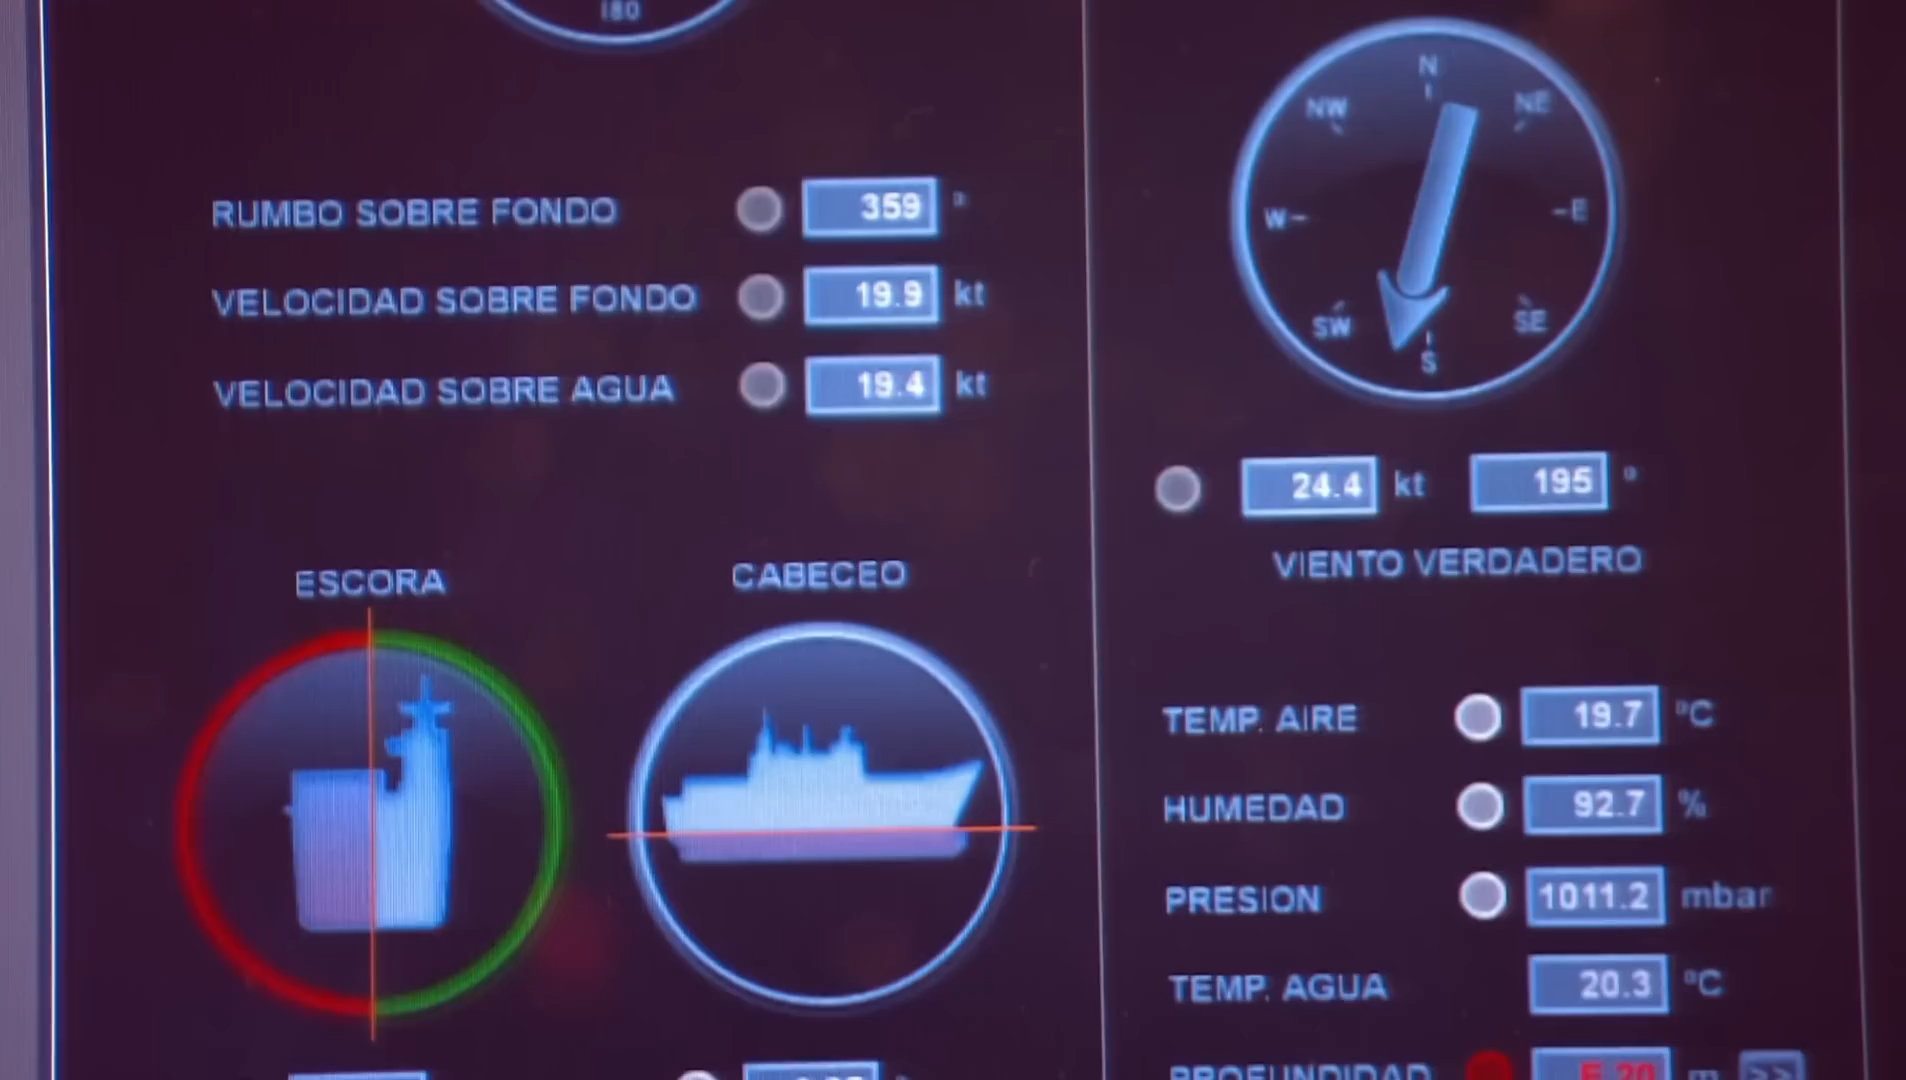 180
RUMBO SOBRE FONDO 359 °
VELOCIDAD SOBRE FONDO 19.9 kt
VELOCIDAD SOBRE AGUA 19.4 kt
ESCORA
CABECEO
N
NW NE
W E
SW SE
S
24.4 kt 195 °
VIENTO VERDADERO
TEMP. AIRE 19.7 °C
HUMEDAD 92.7 %
PRESION 1011.2 mbar
TEMP. AGUA 20.3 °C
PROFUNDIDAD m >>